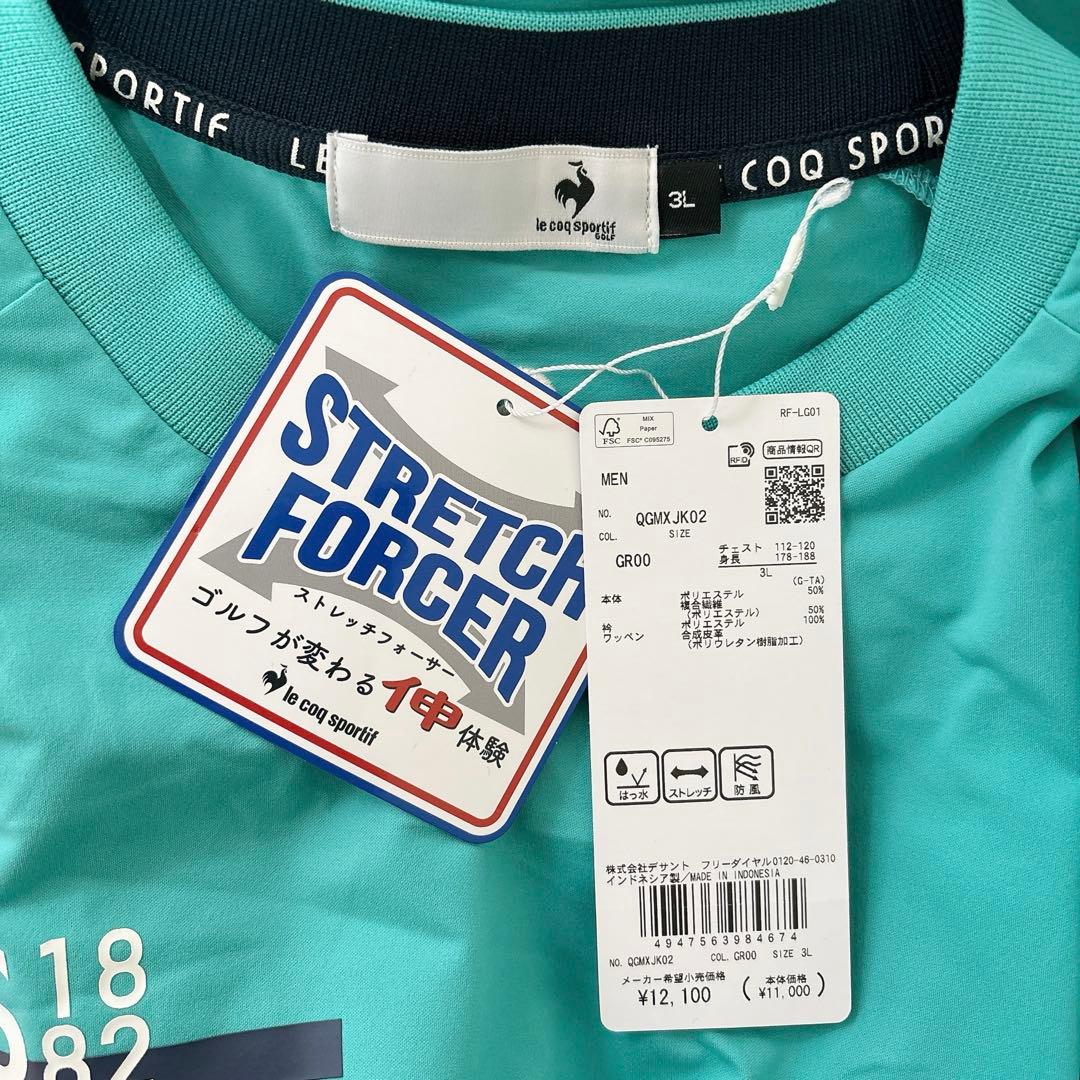 SPORTIF
LE
COQ SPOR
le coq sportif
GOLF
3L
STRETCH
FORCER
ストレッチフォーサー
ゴルフが変わる伸体験
le coq sportif
FSC
MIX
Paper
FSC® C095275
RF-LG01
RFID
商品情報QR
MEN
NO. QGMXJK02
COL. SIZE
GR00
チェスト 112-120
身長 178-188
3L
(G-TA)
本体 ポリエステル 50%
複合繊維
(ポリエステル) 50%
衿 ポリエステル 100%
ワッペン 合成皮革
(ポリウレタン樹脂加工)
はっ水
ストレッチ
防風
株式会社デサント フリーダイヤル0120-46-0310
インドネシア製/MADE IN INDONESIA
4947563984674
NO. QGMXJK02 COL. GR00 SIZE 3L
メーカー希望小売価格
¥12,100
(本体価格
¥11,000)
18
82